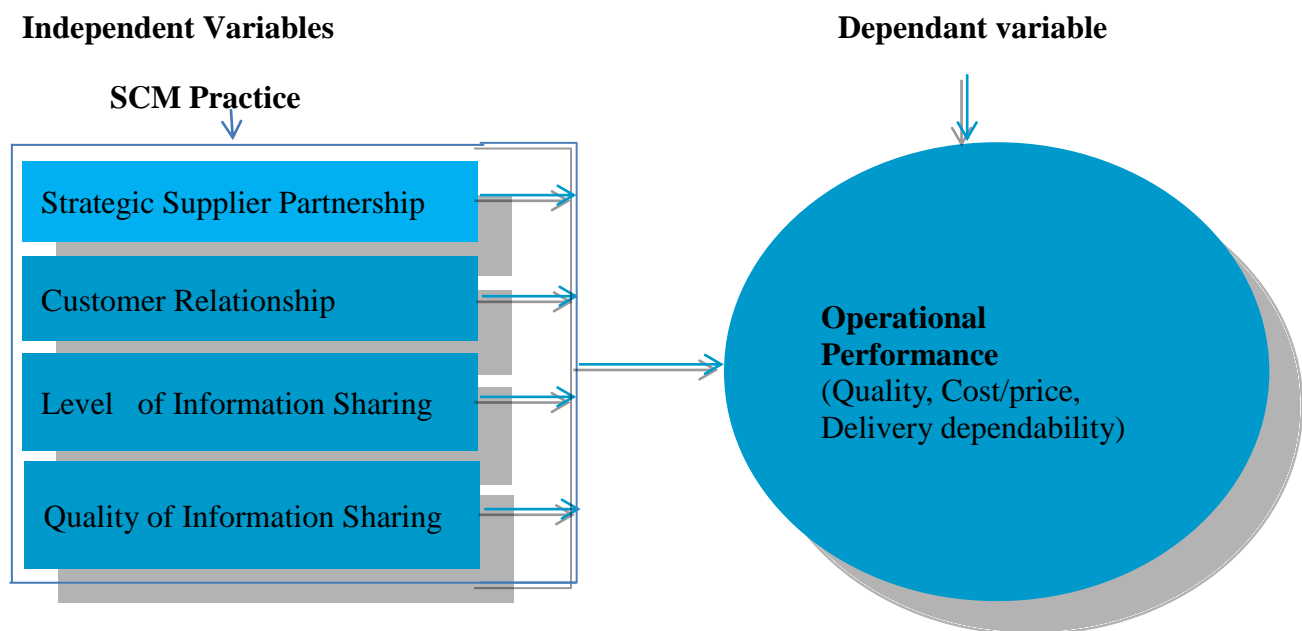 Independent Variables
Dependant variable
SCM Practice
Strategic Supplier Partnership
Customer Relationship
Level of Information Sharing
Quality of Information Sharing
Operational
Performance
(Quality, Cost/price,
Delivery dependability)